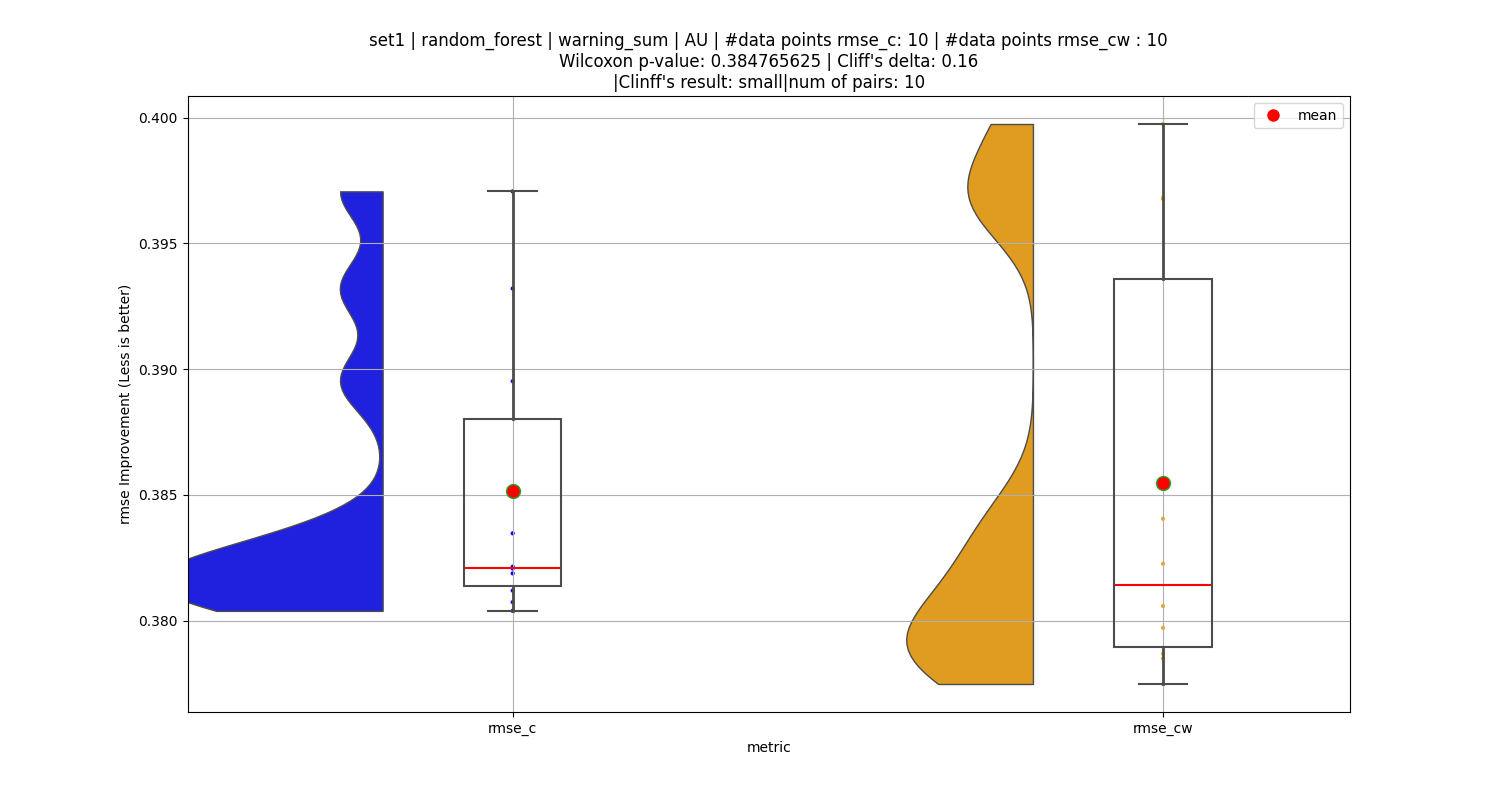 set1 | random_forest | warning_sum | AU | #data points rmse_c: 10 | #data points rmse_cw : 10
Wilcoxon p-value: 0.384765625 | Cliff's delta: 0.16
|Clinff's result: small|num of pairs: 10
mean
0.400
0.395
0.390
0.385
0.380
rmse Improvement (Less is better)
rmse_c
rmse_cw
metric